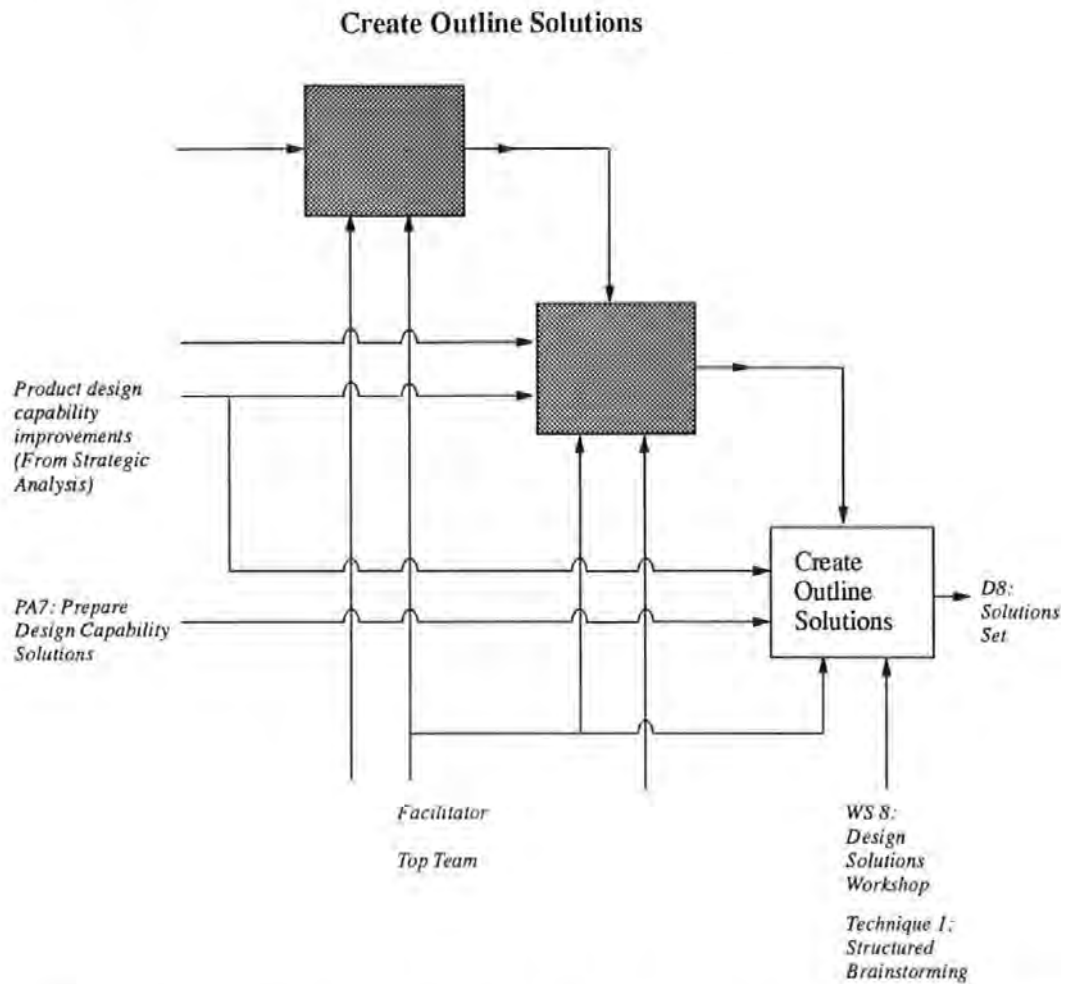 Create Outline Solutions
Product design
capability
improvements
(From Strategic
Analysis)
Create
Outline
Solutions
D8:
Solutions
Set
PA7: Prepare
Design Capability
Solutions
Facilitator
Top Team
WS 8:
Design
Solutions
Workshop
Technique 1:
Structured
Brainstorming